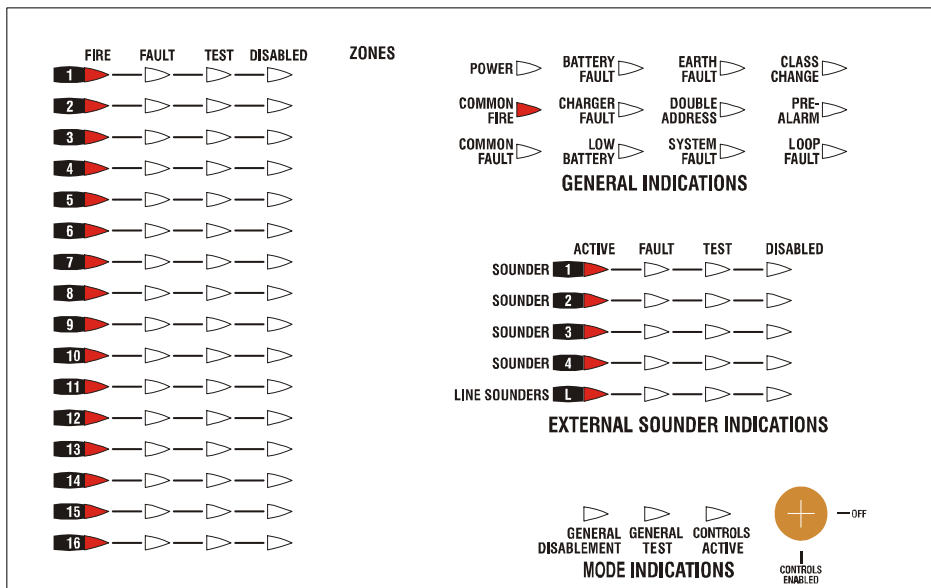 FIRE FAULT TEST DISABLED ZONES
1
2
3
4
5
6
7
8
9
10
11
12
13
14
15
16
POWER BATTERY FAULT EARTH FAULT CLASS CHANGE
COMMON FIRE CHARGER FAULT DOUBLE ADDRESS PRE-ALARM
COMMON FAULT LOW BATTERY SYSTEM FAULT LOOP FAULT
GENERAL INDICATIONS
ACTIVE FAULT TEST DISABLED
SOUNDER 1
SOUNDER 2
SOUNDER 3
SOUNDER 4
LINE SOUNDERS L
EXTERNAL SOUNDER INDICATIONS
GENERAL DISABLEMENT GENERAL TEST CONTROLS ACTIVE
MODE INDICATIONS
OFF
CONTROLS ENABLED